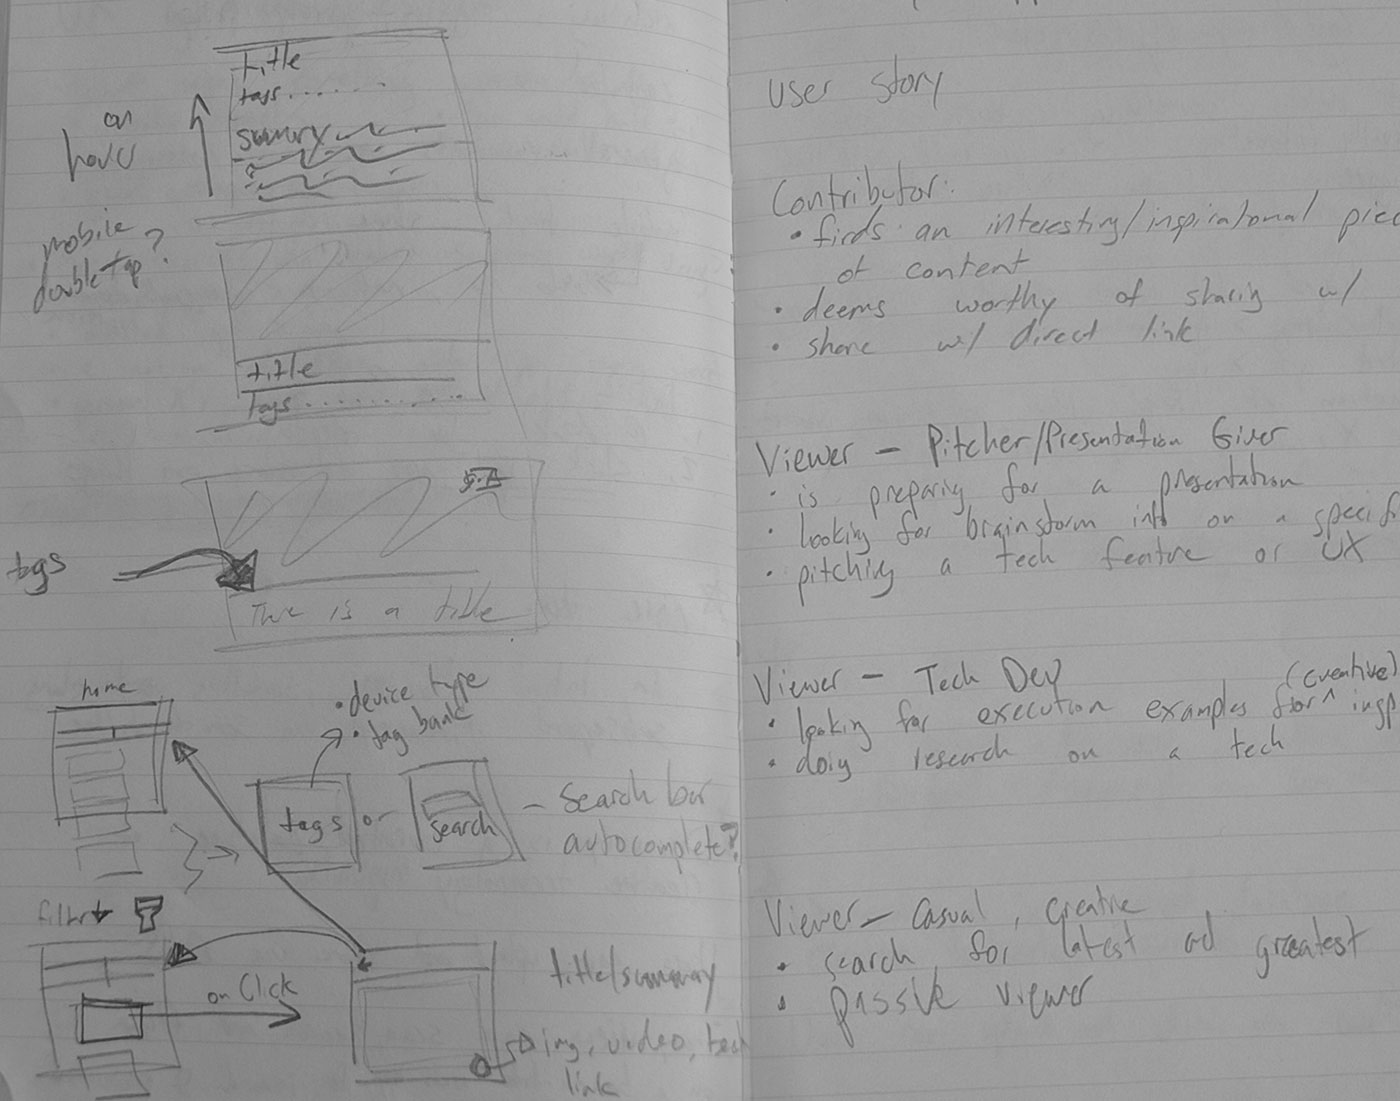 title
tags......
on
hover
summary
mobile
doubletap?
title
tags..........
tags
This is a title
home
• device type
• tag bank
tags
or
search
- Search bar
autocomplete?
filter
on Click
title/summary
img, video, tech
link
User story
Contributor:
• finds an interesting/inspirational piec
of content
• deems worthy of sharing w/
• share w/ direct link
Viewer – Pitcher/Presentation Giver
• is preparing for a presentation
• looking for brainstorm info on a specif
• pitching a tech feature or UX
Viewer – Tech Dev
(creative)
• looking for execution examples for ^ insp
• doing research on a tech
Viewer – Casual, creative
• search for latest ad greatest
• passive viewer